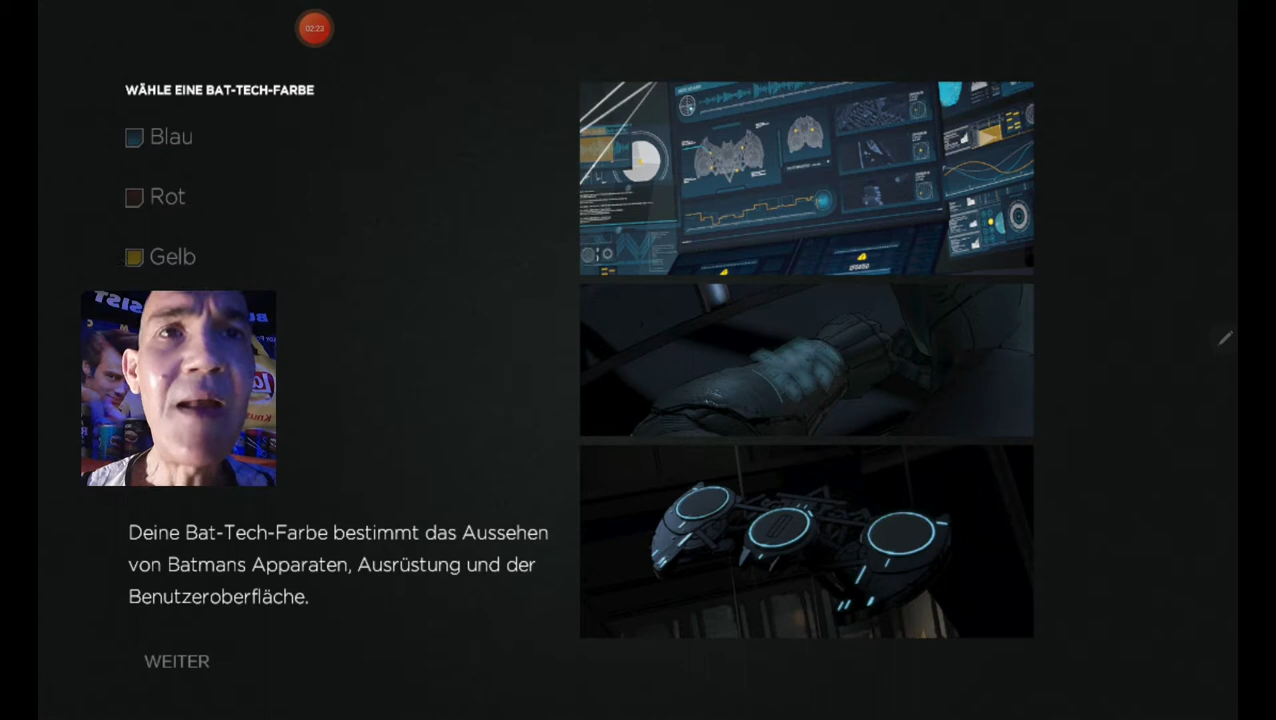 02:23
WÄHLE EINE BAT-TECH-FARBE
Blau
Rot
Gelb
Deine Bat-Tech-Farbe bestimmt das Aussehen
von Batmans Apparaten, Ausrüstung und der
Benutzeroberfläche.
WEITER